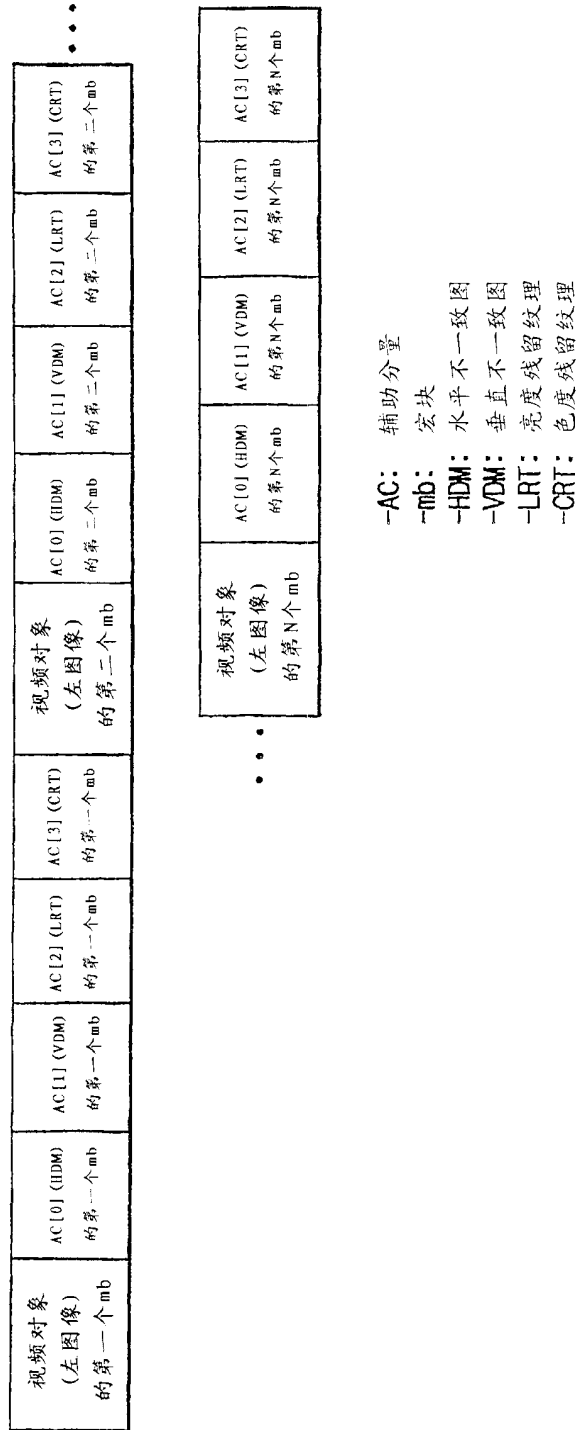 视频对象
(左图像)
的第一个mb
AC[0](HDM)
的第一个mb
AC[1](VDM)
的第一个mb
AC[2](LRT)
的第一个mb
AC[3](CRT)
的第一个mb
视频对象
(左图像)
的第二个mb
AC[0](HDM)
的第二个mb
AC[1](VDM)
的第二个mb
AC[2](LRT)
的第二个mb
AC[3](CRT)
的第二个mb
...
...
视频对象
(左图像)
的第N个mb
AC[0](HDM)
的第N个mb
AC[1](VDM)
的第N个mb
AC[2](LRT)
的第N个mb
AC[3](CRT)
的第N个mb
-AC: 辅助分量
-mb: 宏块
-HDM: 水平不一致图
-VDM: 垂直不一致图
-LRT: 亮度残留纹理
-CRT: 色度残留纹理